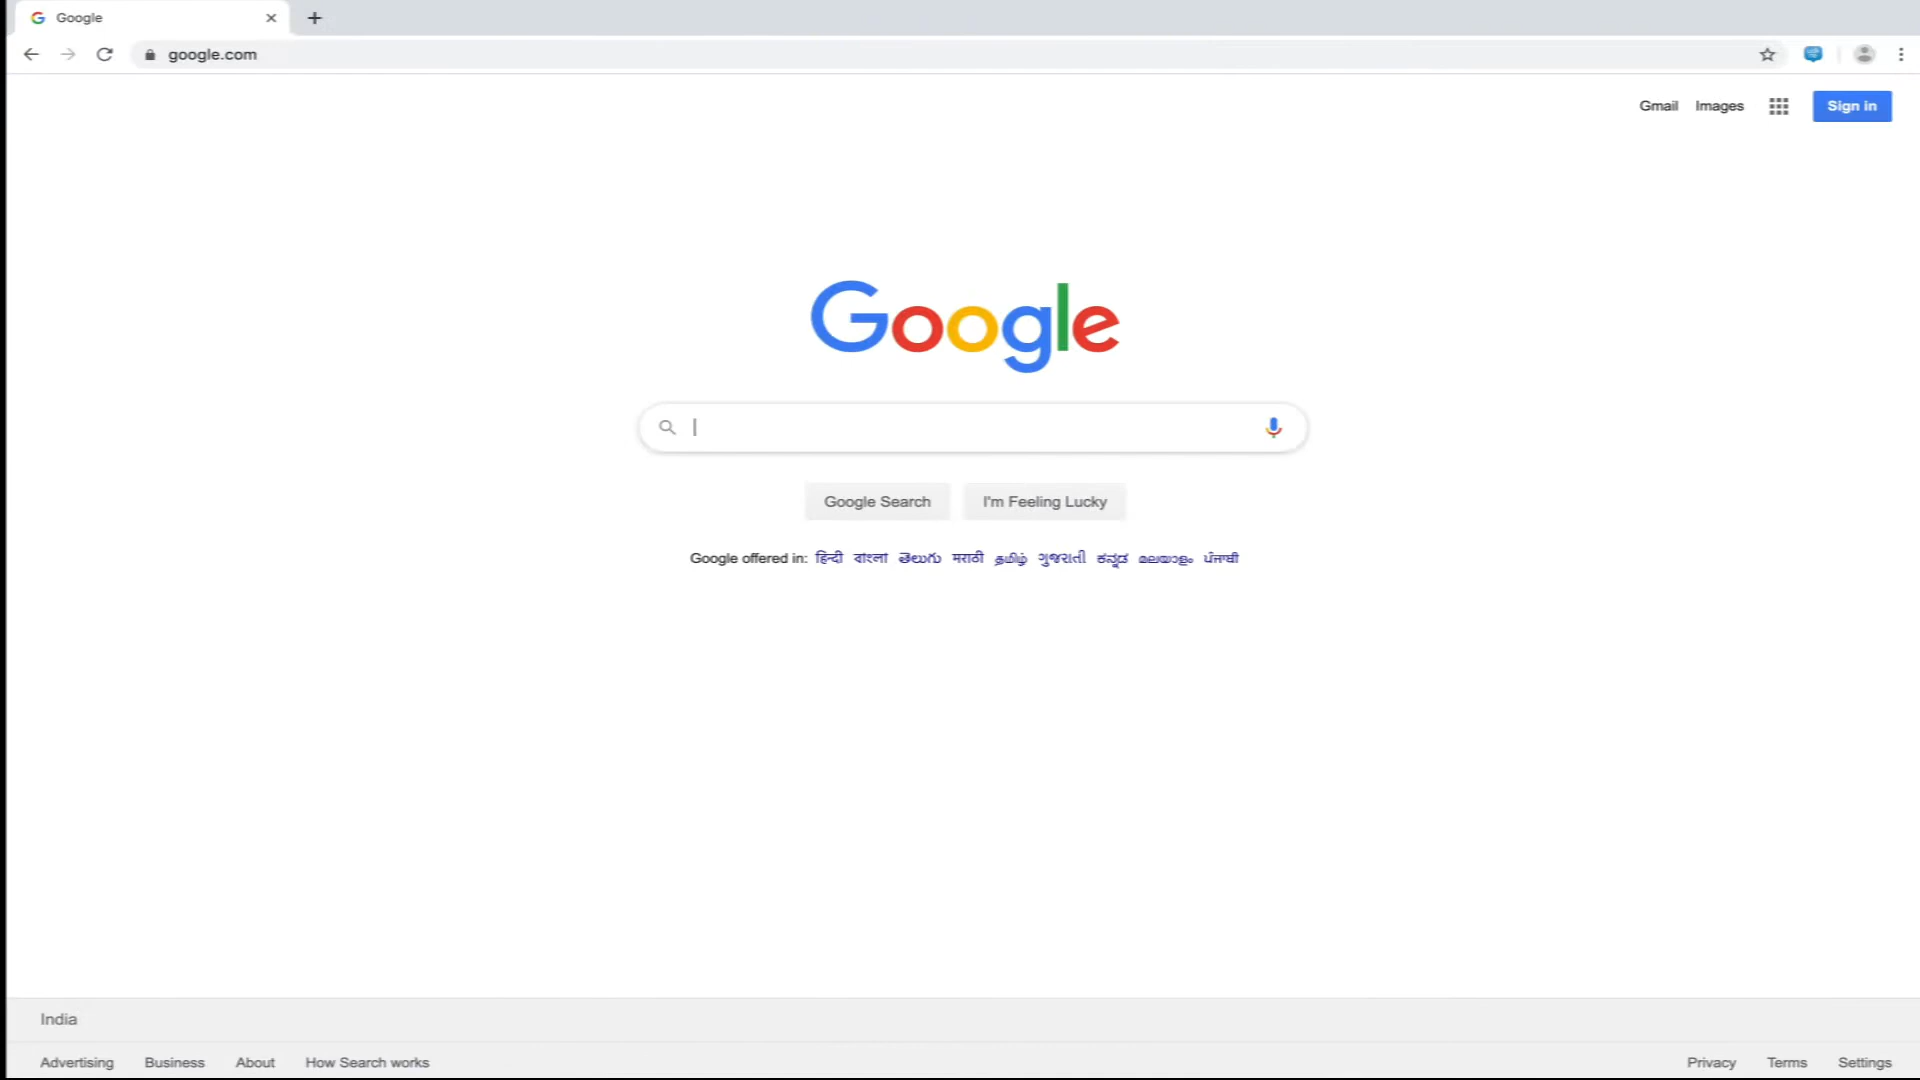 Google
google.com
Gmail Images Sign in
Google
Google Search I'm Feeling Lucky
Google offered in: हिन्दी বাংলা తెలుగు मराठी தமிழ் ગુજરાતી ಕನ್ನಡ മലയാളം ਪੰਜਾਬੀ
India
Advertising Business About How Search works Privacy Terms Settings